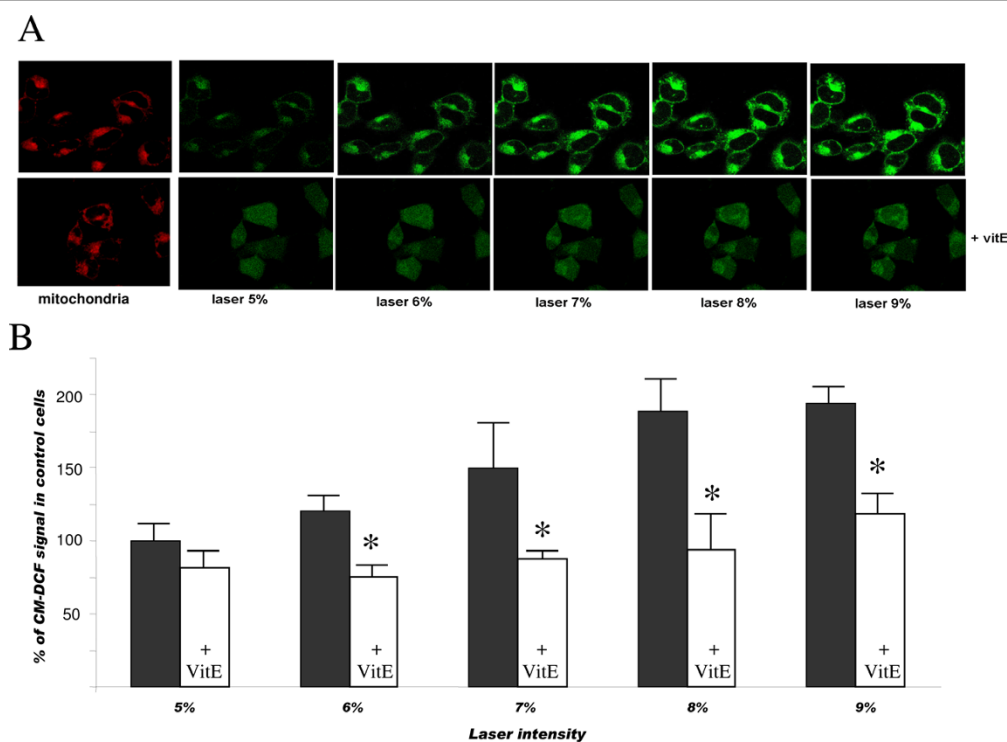 A
+ vitE
mitochondria
laser 5%
laser 6%
laser 7%
laser 8%
laser 9%
B
% of CM-DCF signal in control cells
200
150
100
50
*
*
*
*
+
VitE
+
VitE
+
VitE
+
VitE
+
VitE
5%
6%
7%
8%
9%
Laser intensity